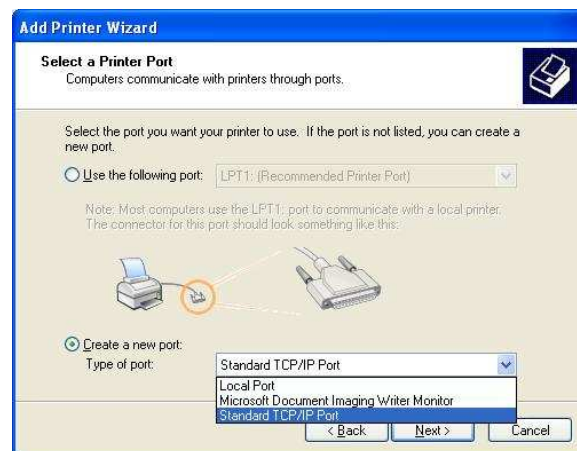 Add Printer Wizard
Select a Printer Port
Computers communicate with printers through ports.
Select the port you want your printer to use. If the port is not listed, you can create a
new port.
Use the following port: LPT1: (Recommended Printer Port)
Note: Most computers use the LPT1: port to communicate with a local printer.
The connector for this port should look something like this:
Create a new port:
Type of port: Standard TCP/IP Port
Local Port
Microsoft Document Imaging Writer Monitor
Standard TCP/IP Port
< Back Next > Cancel